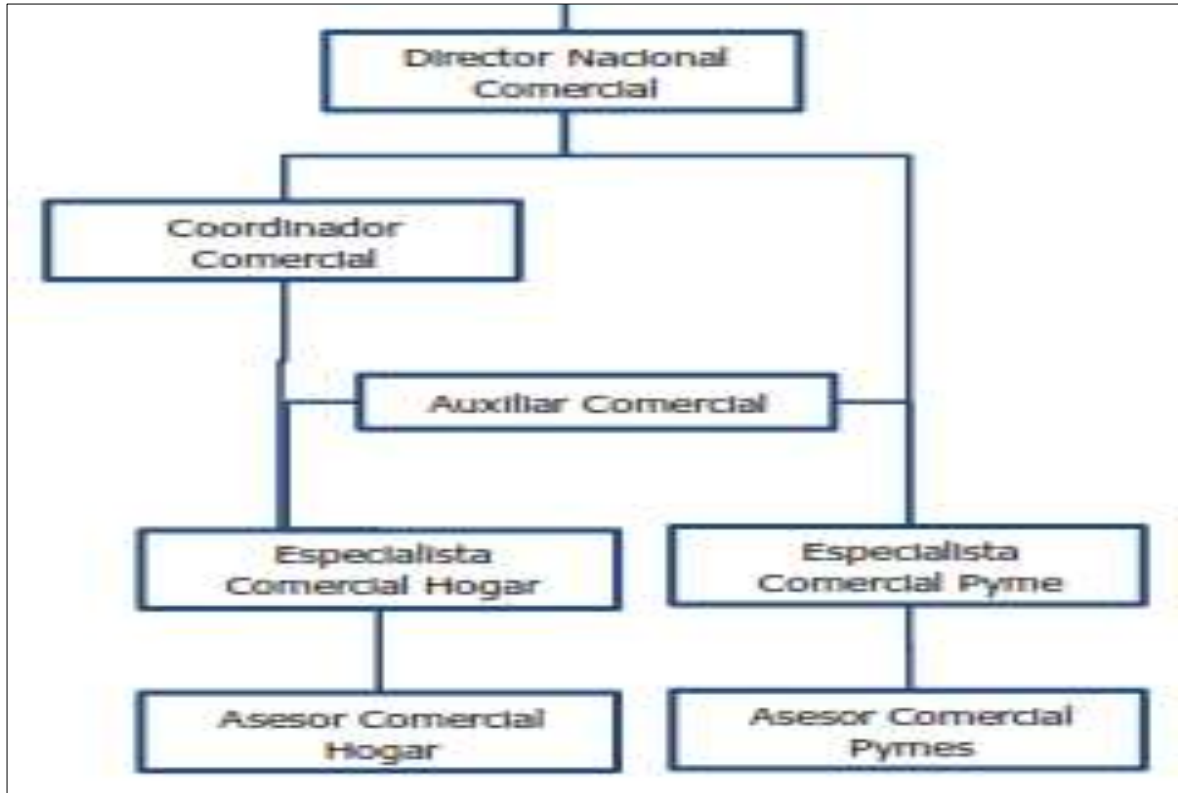 Director Nacional
Comercial
Coordinador
Comercial
Auxiliar Comercial
Especialista
Comercial Hogar
Especialista
Comercial Pyme
Asesor Comercial
Hogar
Asesor Comercial
Pymes